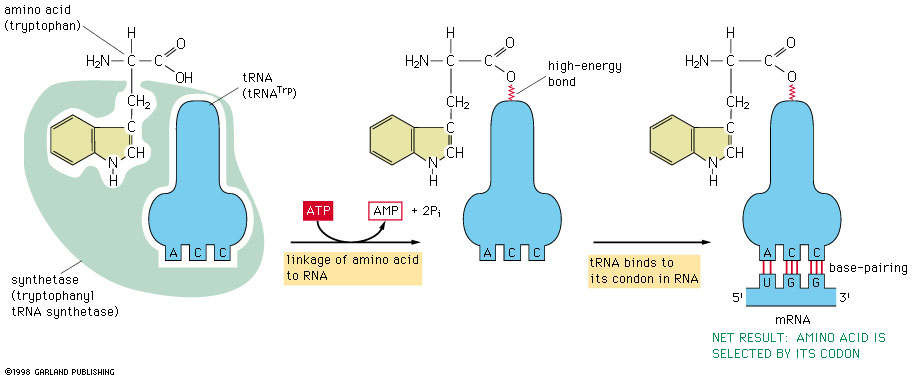 amino acid
(tryptophan)
H
H₂N
C
C
O
OH
CH₂
C
CH
N
H
tRNA
(tRNATrp)
A C C
synthetase
(tryptophanyl
tRNA synthetase)
ATP
AMP + 2Pi
linkage of amino acid
to RNA
H
H₂N
C
C
O
O
CH₂
C
CH
N
H
high-energy
bond
A C C
tRNA binds to
its condon in RNA
H
H₂N
C
C
O
O
CH₂
C
CH
N
H
A C C
base-pairing
U G G
5' 3'
mRNA
NET RESULT: AMINO ACID IS
SELECTED BY ITS CODON
©1998 GARLAND PUBLISHING